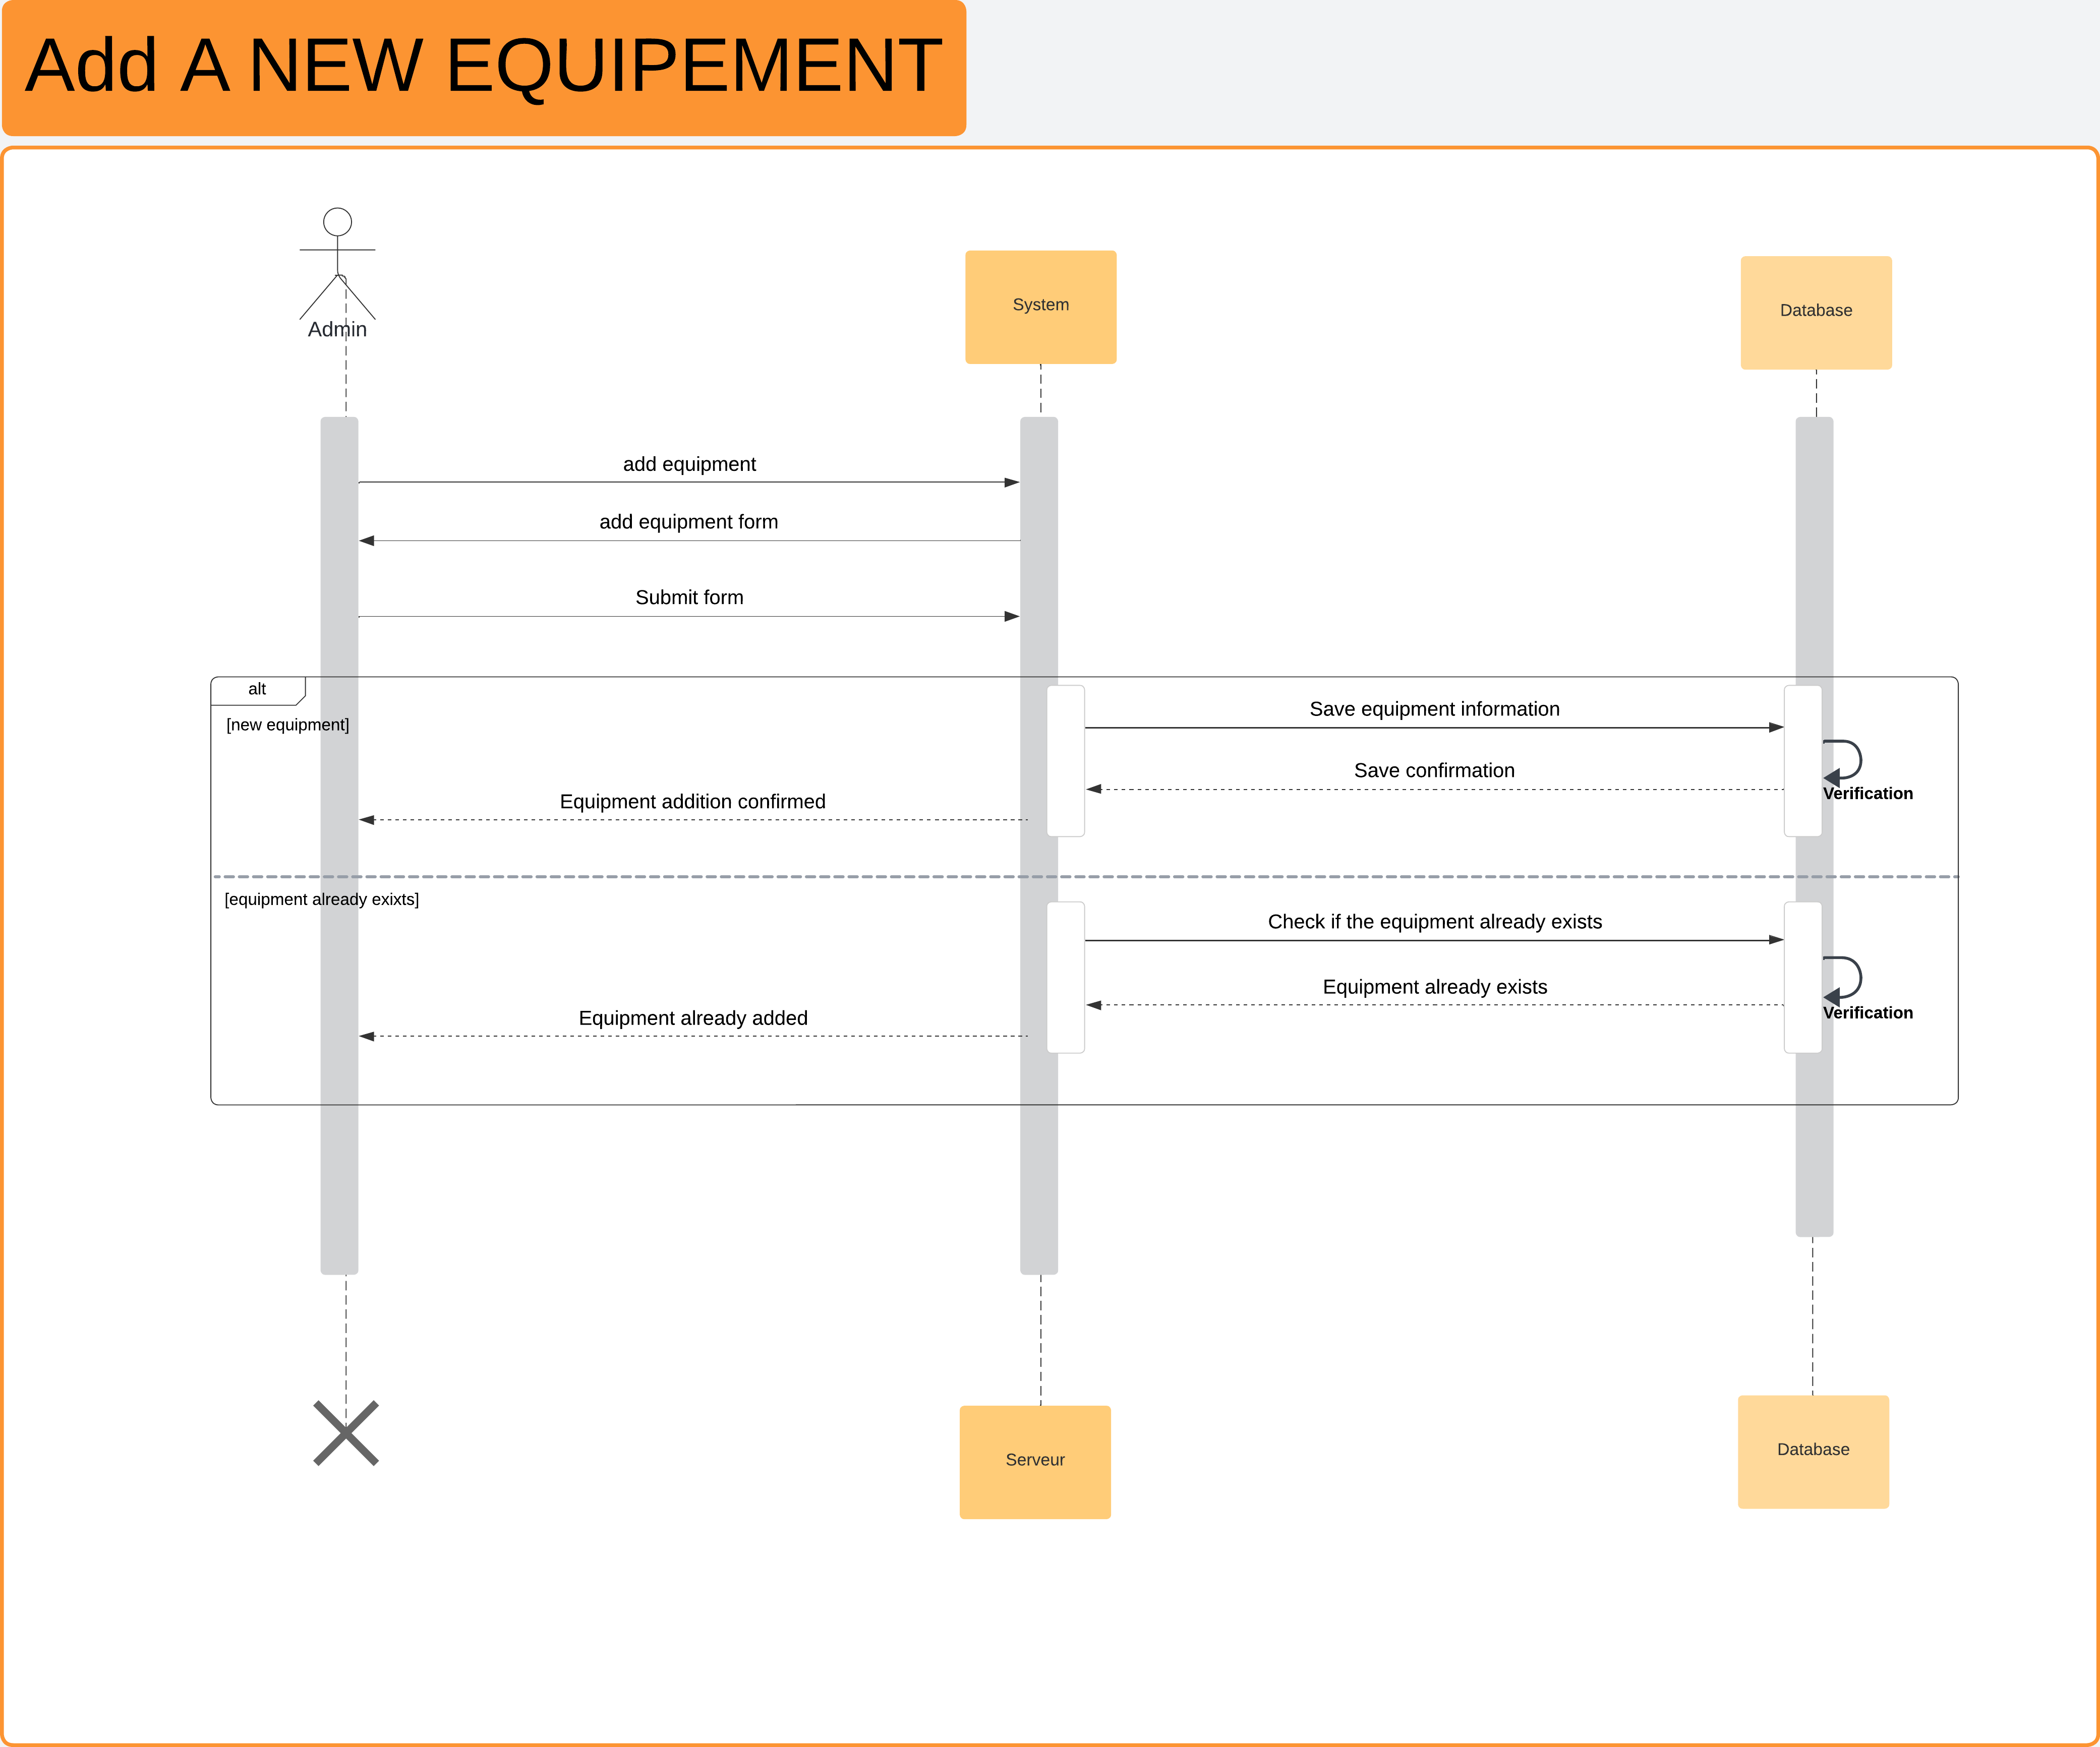 Add A NEW EQUIPEMENT
Admin
System
Database
add equipment
add equipment form
Submit form
alt
[new equipment]
Save equipment information
Save confirmation
Verification
Equipment addition confirmed
[equipment already exixts]
Check if the equipment already exists
Equipment already exists
Verification
Equipment already added
Serveur
Database